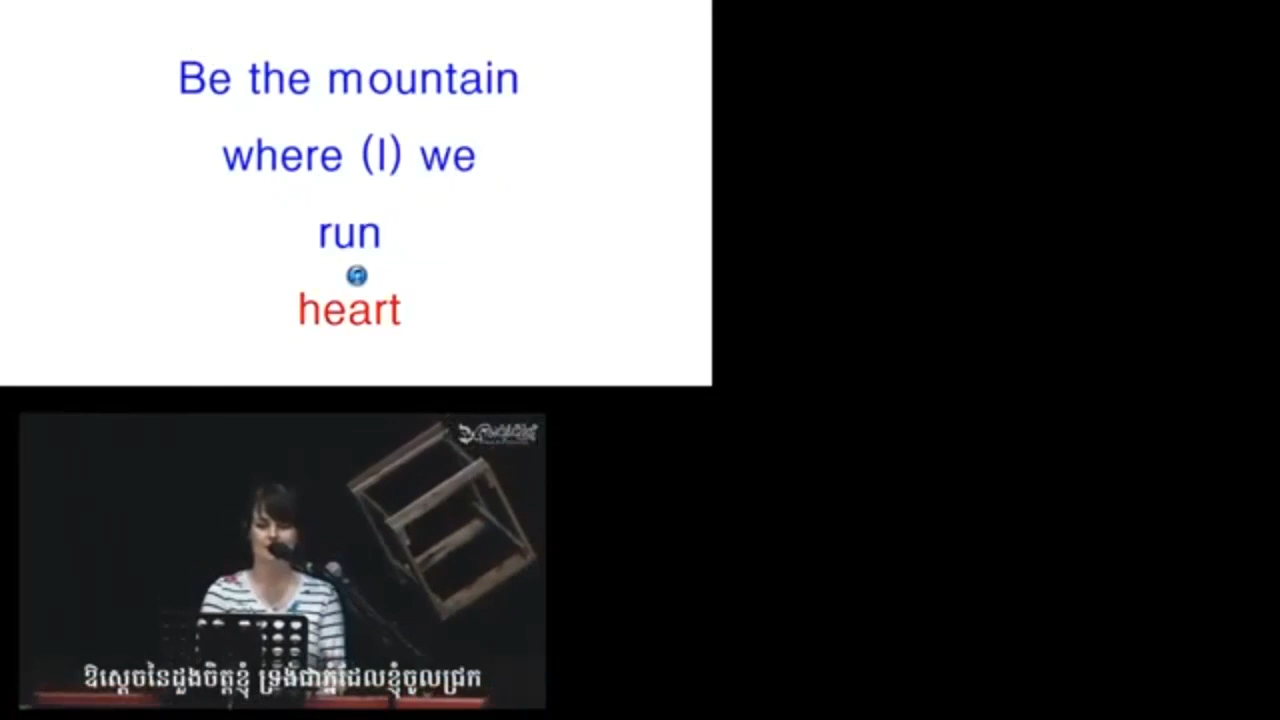 Be the mountain
where (I) we
run
heart
ឱស្ដេចនៃដួងចិត្តខ្ញុំ ទ្រង់ជាភ្នំដែលខ្ញុំចូលជ្រក